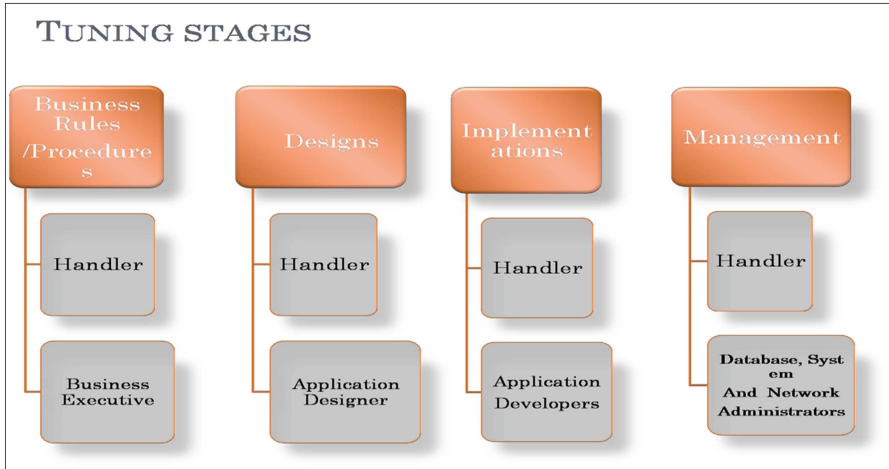 TUNING STAGES
Business
Rules
/Procedure
s
Handler
Business
Executive
Designs
Handler
Application
Designer
Implement
ations
Handler
Application
Developers
Management
Handler
Database, Syst
em
And Network
Administrators